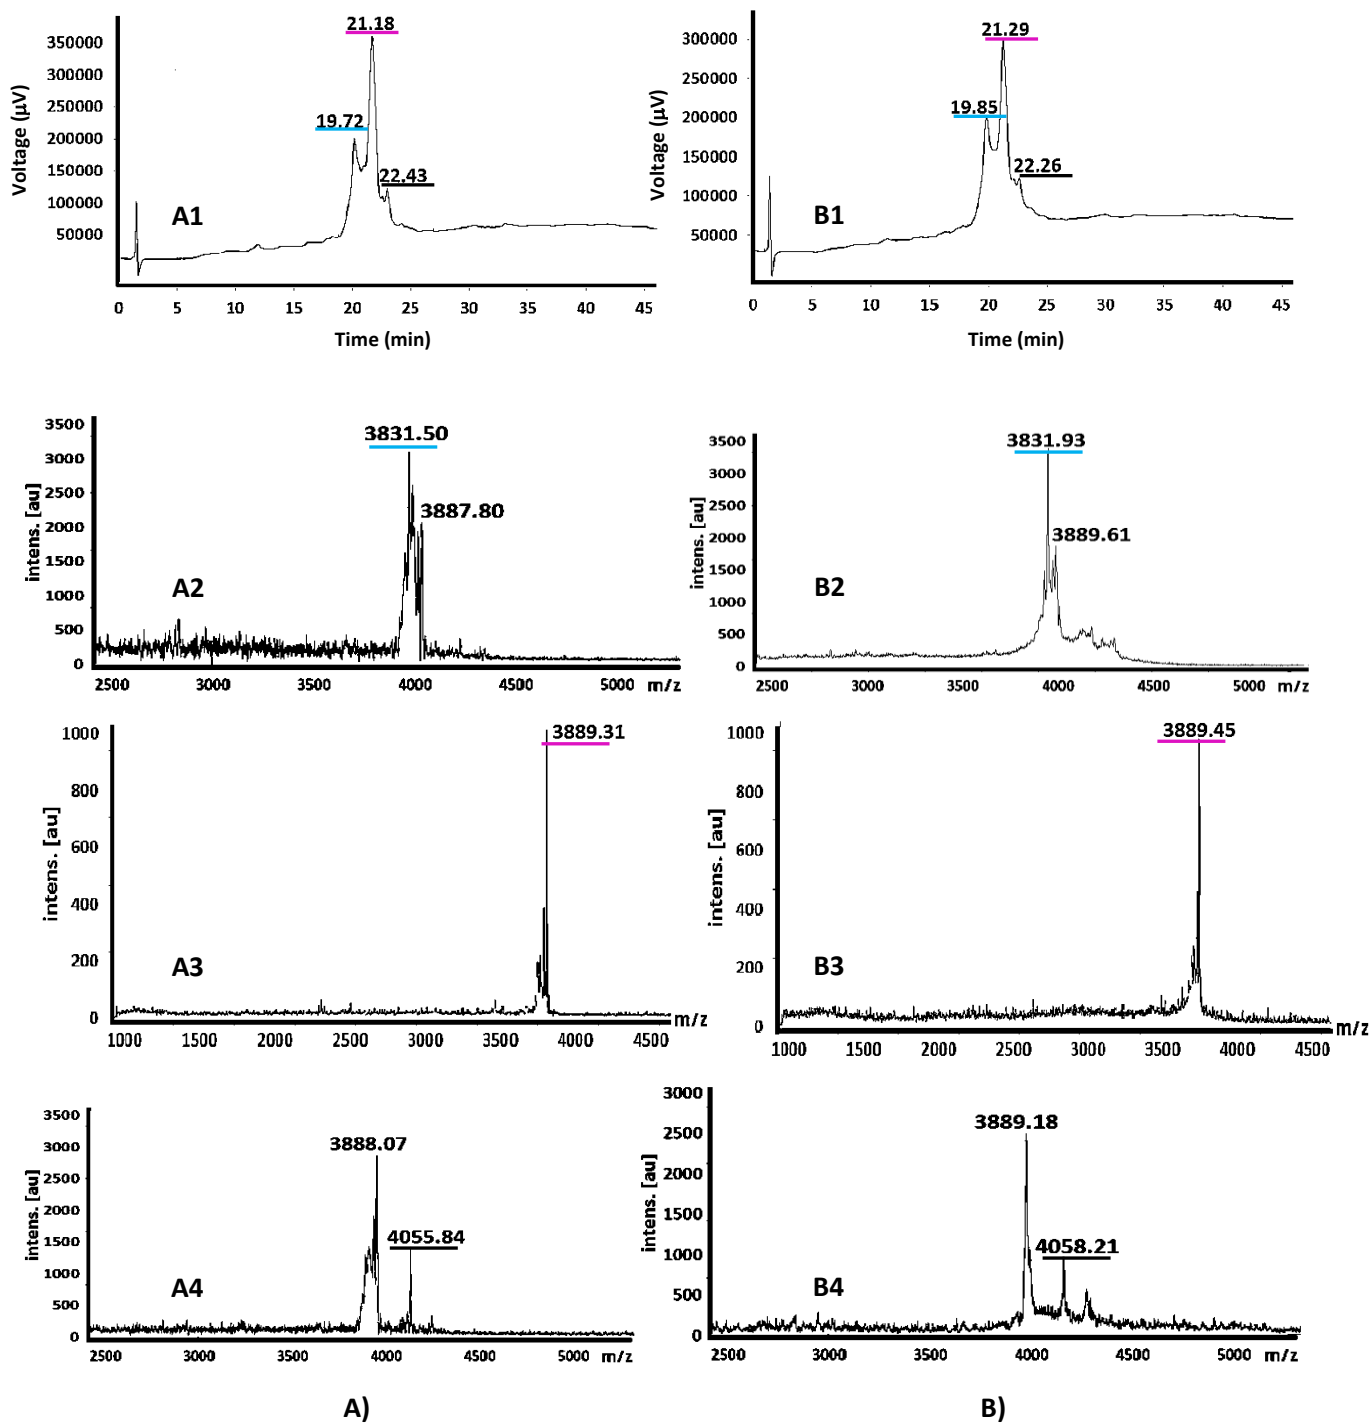 21.18
350000
300000
250000
200000
150000
100000
50000
Voltage (µV)
19.72
22.43
A1
0 5 10 15 20 25 30 35 40 45
Time (min)
21.29
300000
250000
200000
150000
100000
50000
Voltage (µV)
19.85
22.26
B1
0 5 10 15 20 25 30 35 40 45
Time (min)
3500
3000
2500
2000
1500
1000
500
0
intens. [au]
3831.50
3887.80
A2
2500 3000 3500 4000 4500 5000 m/z
3500
3000
2500
2000
1500
1000
500
0
intens. [au]
3831.93
3889.61
B2
2500 3000 3500 4000 4500 5000 m/z
1000
800
600
400
200
0
intens. [au]
3889.31
A3
1000 1500 2000 2500 3000 3500 4000 4500 m/z
1000
800
600
400
200
0
intens. [au]
3889.45
B3
1000 1500 2000 2500 3000 3500 4000 4500 m/z
3500
3000
2500
2000
1500
1000
500
0
intens. [au]
3888.07
4055.84
A4
2500 3000 3500 4000 4500 5000 m/z
3000
2500
2000
1500
1000
500
0
intens. [au]
3889.18
4058.21
B4
2500 3000 4000 4500 5000 m/z
A)
B)